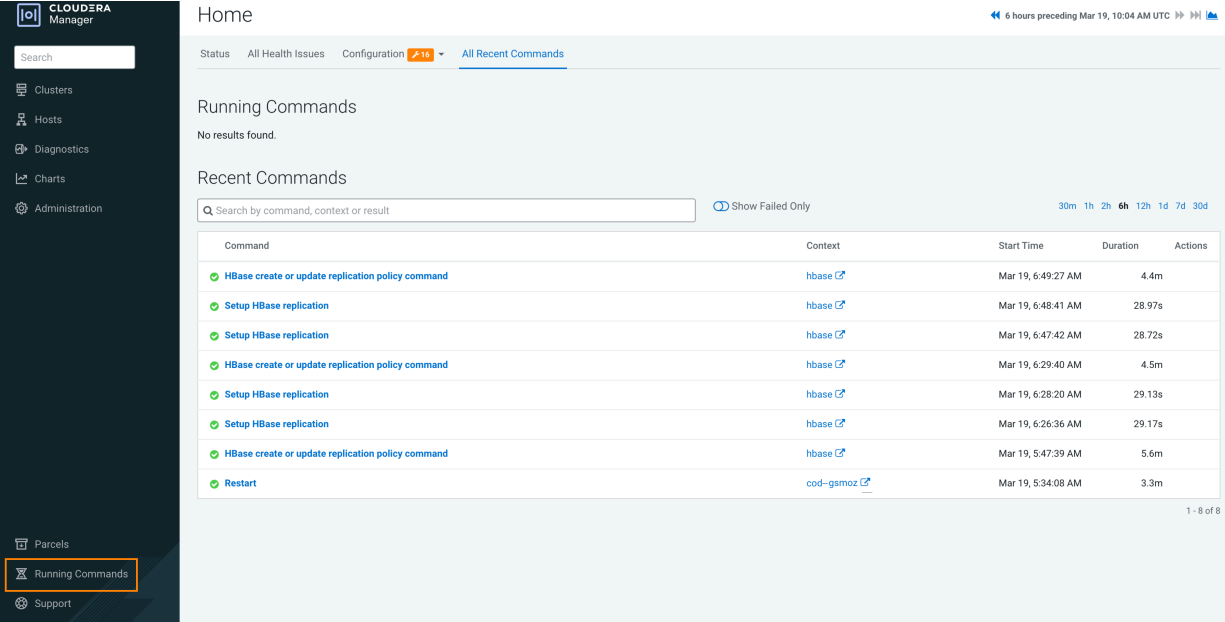 CLOUDERA
Manager
Search
Clusters
Hosts
Diagnostics
Charts
Administration
Parcels
Running Commands
Support
Home
6 hours preceding Mar 19, 10:04 AM UTC
Status All Health Issues Configuration 16 All Recent Commands
Running Commands
No results found.
Recent Commands
Search by command, context or result
Show Failed Only
30m 1h 2h 6h 12h 1d 7d 30d
Command Context Start Time Duration Actions
HBase create or update replication policy command hbase Mar 19, 6:49:27 AM 4.4m
Setup HBase replication hbase Mar 19, 6:48:41 AM 28.97s
Setup HBase replication hbase Mar 19, 6:47:42 AM 28.72s
HBase create or update replication policy command hbase Mar 19, 6:29:40 AM 4.5m
Setup HBase replication hbase Mar 19, 6:28:20 AM 29.13s
Setup HBase replication hbase Mar 19, 6:26:36 AM 29.17s
HBase create or update replication policy command hbase Mar 19, 5:47:39 AM 5.6m
Restart cod--gsmoz Mar 19, 5:34:08 AM 3.3m
1 - 8 of 8